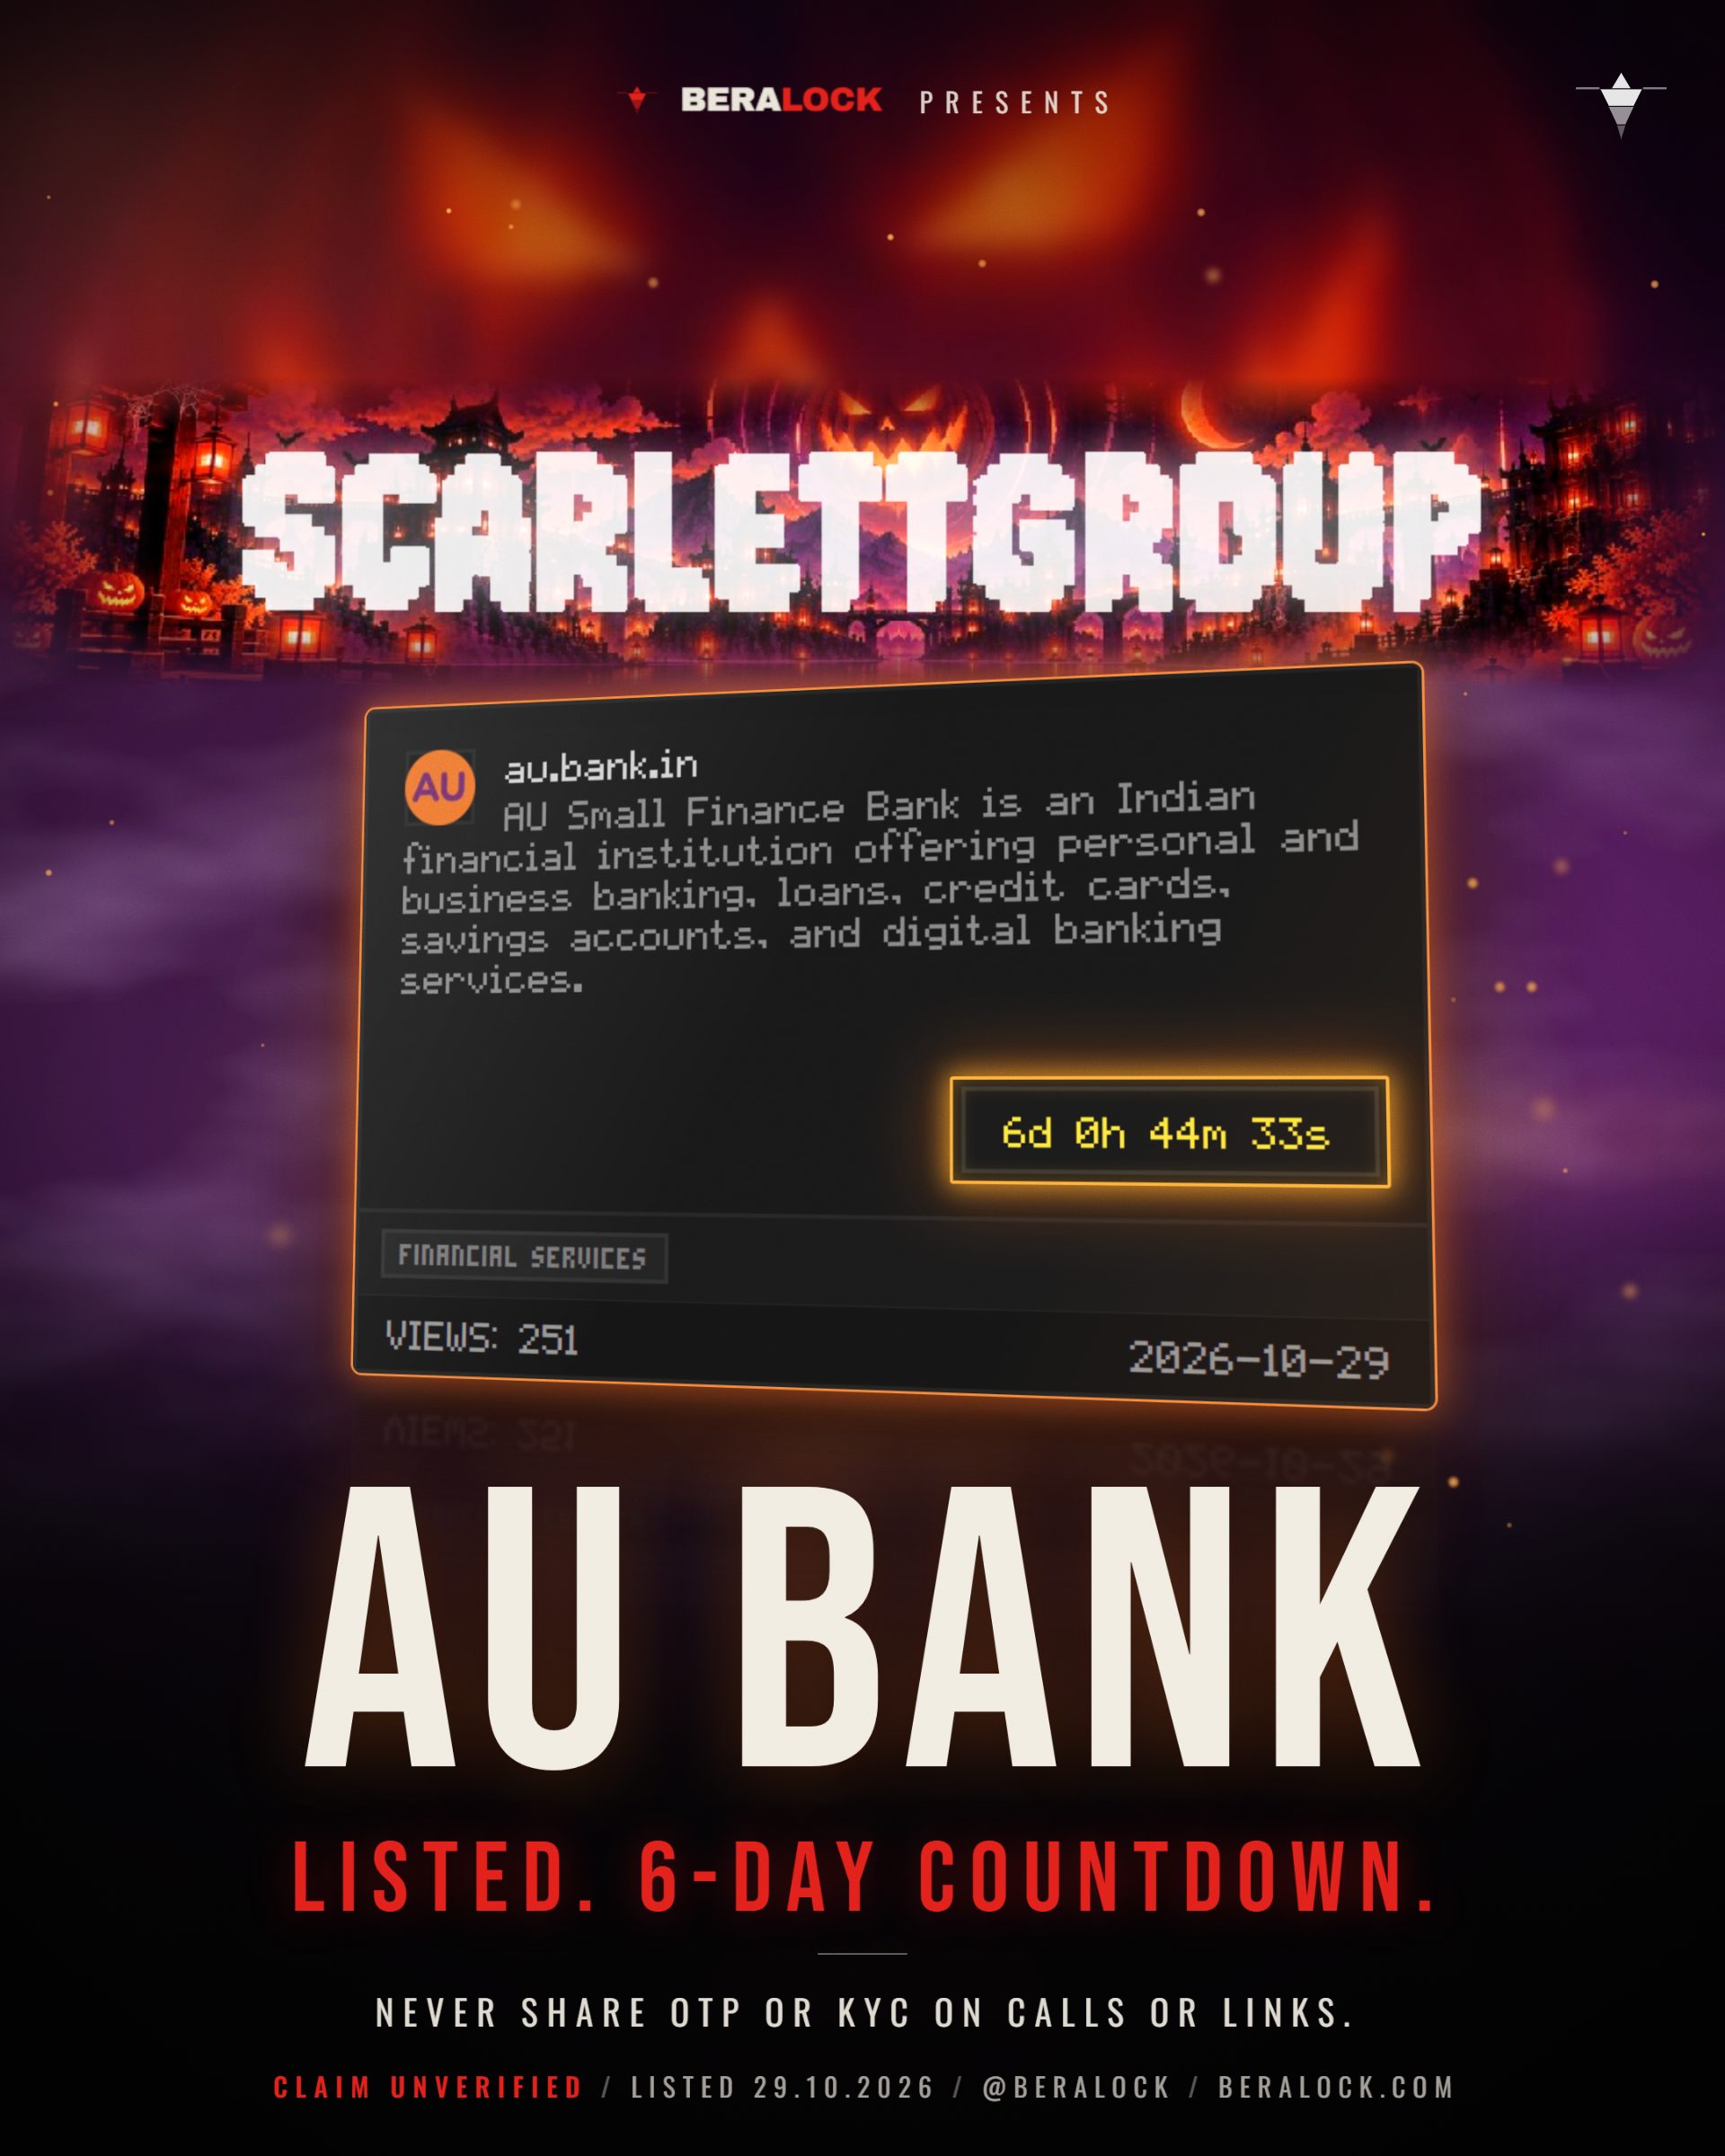 BERALOCK PRESENTS
SCARLETTGROUP
AU
au.bank.in
AU Small Finance Bank is an Indian
financial institution offering personal and
business banking, loans, credit cards,
savings accounts, and digital banking
services.
6d 0h 44m 33s
FINANCIAL SERVICES
VIEWS: 251
2026-10-29
AU BANK
LISTED. 6-DAY COUNTDOWN.
NEVER SHARE OTP OR KYC ON CALLS OR LINKS.
CLAIM UNVERIFIED / LISTED 29.10.2026 / @BERALOCK / BERALOCK.COM